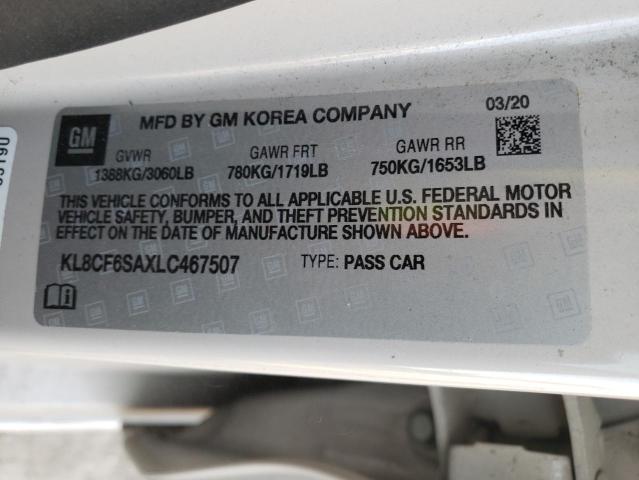 GM
MFD BY GM KOREA COMPANY
03/20
GVWR
GAWR FRT
GAWR RR
1388KG/3060LB
780KG/1719LB
750KG/1653LB
THIS VEHICLE CONFORMS TO ALL APPLICABLE U.S. FEDERAL MOTOR
VEHICLE SAFETY, BUMPER, AND THEFT PREVENTION STANDARDS IN
EFFECT ON THE DATE OF MANUFACTURE SHOWN ABOVE.
KL8CF6SAXLC467507
TYPE: PASS CAR